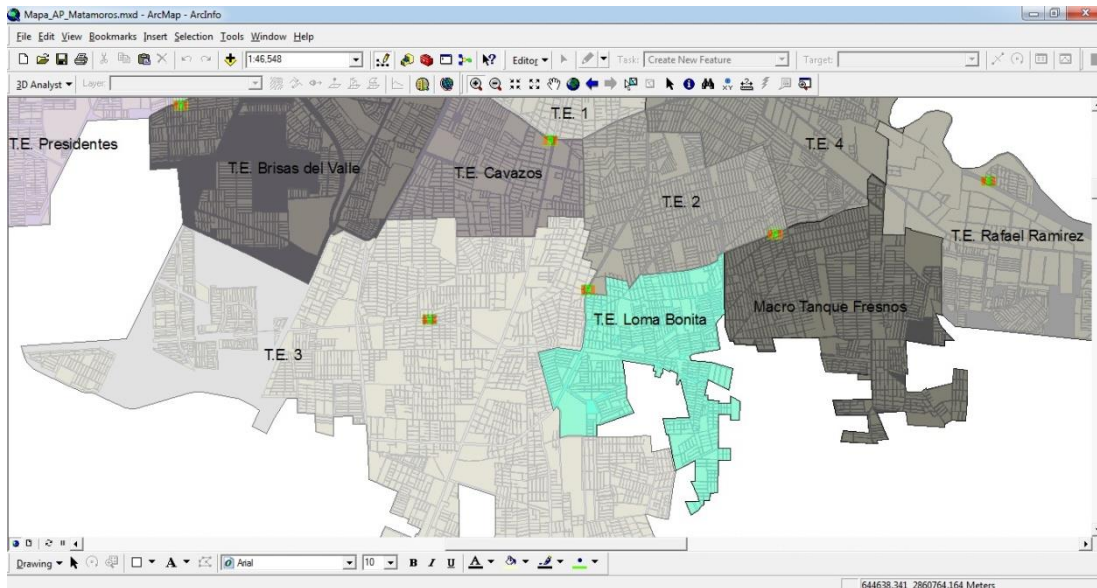 Mapa_AP_Matamoros.mxd - ArcMap - ArcInfo
File Edit View Bookmarks Insert Selection Tools Window Help
1:46,548 Editor Task: Create New Feature Target:
3D Analyst Layer:
T.E. 1
T.E. Presidentes
T.E. Brisas del Valle
T.E. Cavazos
T.E. 4
T.E. 2
T.E. Rafael Ramirez
Macro Tanque Fresnos
T.E. Loma Bonita
T.E. 3
Drawing A Arial 10 B I U A
644638.341 2860764.164 Meters